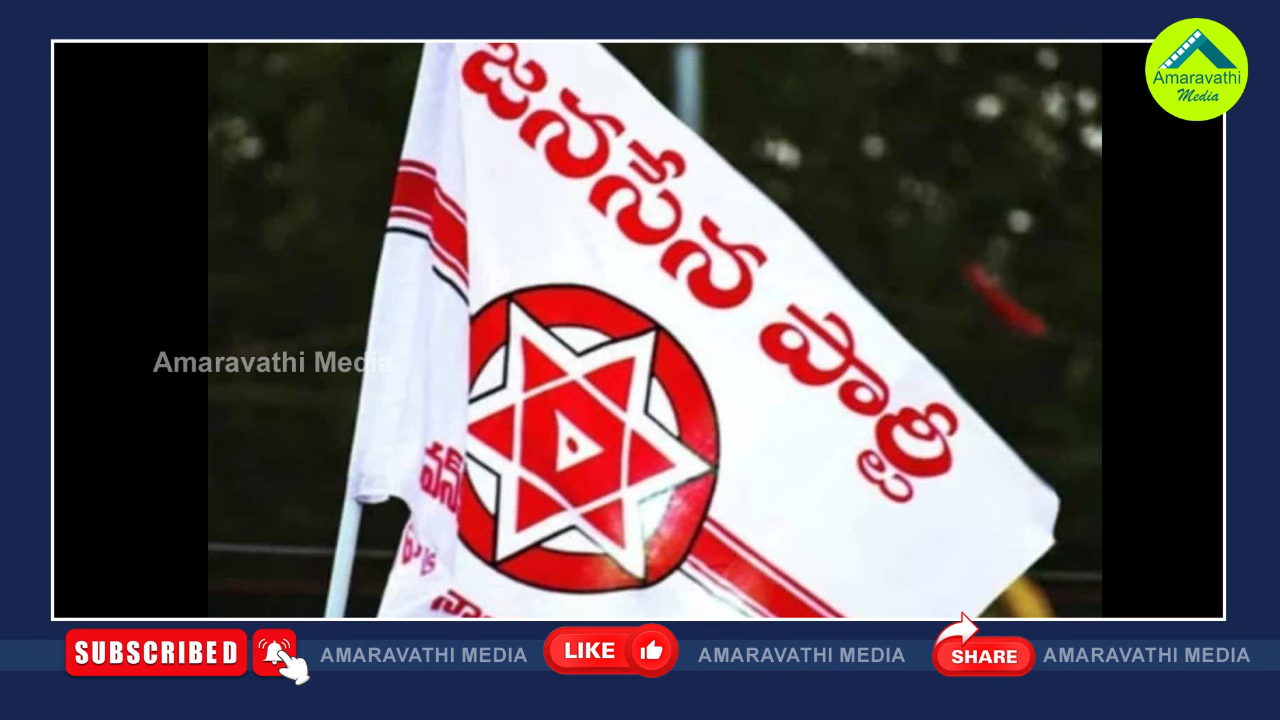 Amaravathi
Media
జనసేన పార్టీ
Amaravathi Media
SUBSCRIBED
AMARAVATHI MEDIA
LIKE
AMARAVATHI MEDIA
SHARE
AMARAVATHI MEDIA